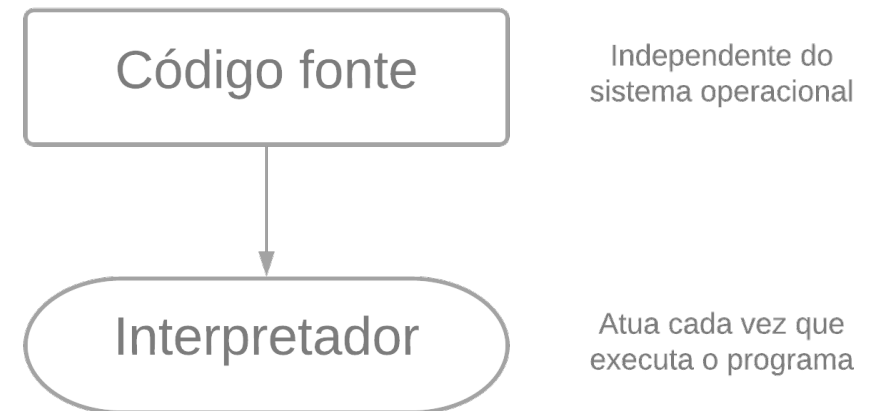 Código fonte
Independente do
sistema operacional
Interpretador
Atua cada vez que
executa o programa